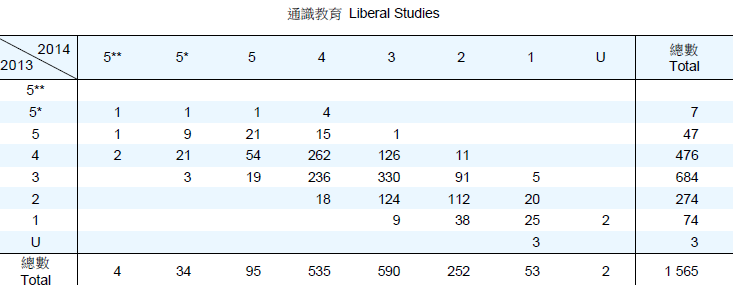 通識教育 Liberal Studies
2014 5** 5* 5 4 3 2 1 U 總數
2013 Total
5**
5* 1 1 1 4 7
5 1 9 21 15 1 47
4 2 21 54 262 126 11 476
3 3 19 236 330 91 5 684
2 18 124 112 20 274
1 9 38 25 2 74
U 3 3
總數
Total 4 34 95 535 590 252 53 2 1 565